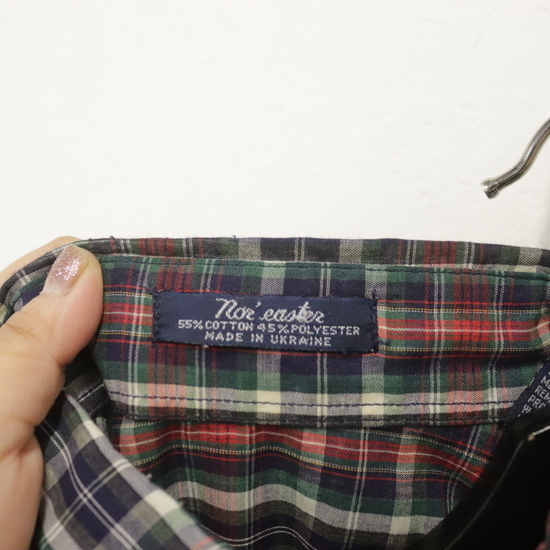 Nor'easter
55% COTTON 45% POLYESTER
MADE IN UKRAINE